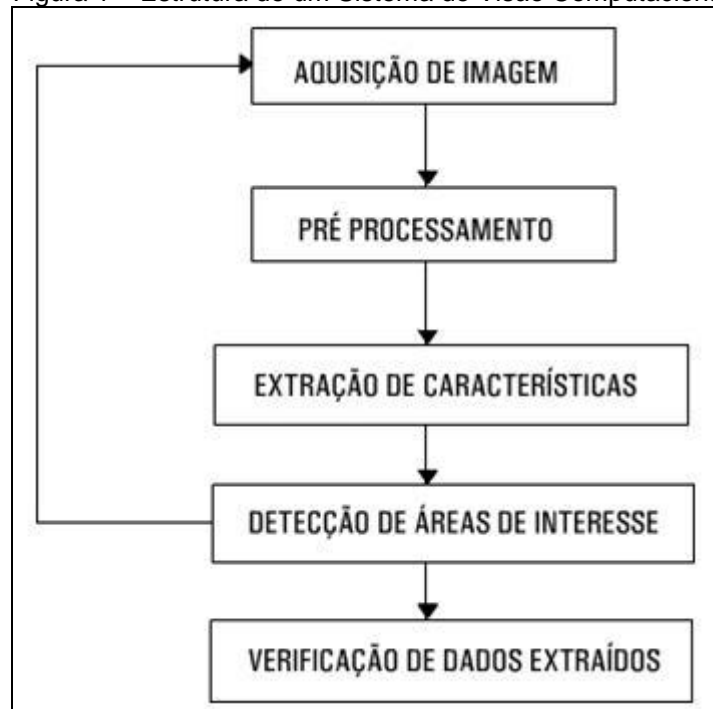 AQUISIÇÃO DE IMAGEM
PRÉ PROCESSAMENTO
EXTRAÇÃO DE CARACTERÍSTICAS
DETECÇÃO DE ÁREAS DE INTERESSE
VERIFICAÇÃO DE DADOS EXTRAÍDOS